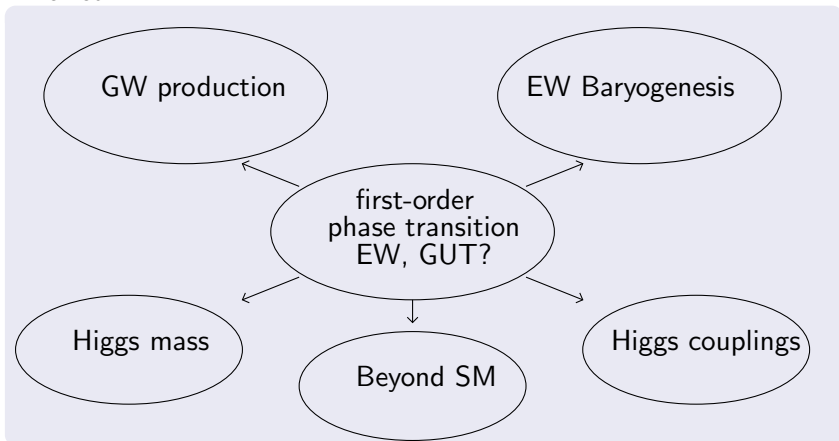 GW production
EW Baryogenesis
first-order
phase transition
EW, GUT?
Higgs mass
Beyond SM
Higgs couplings